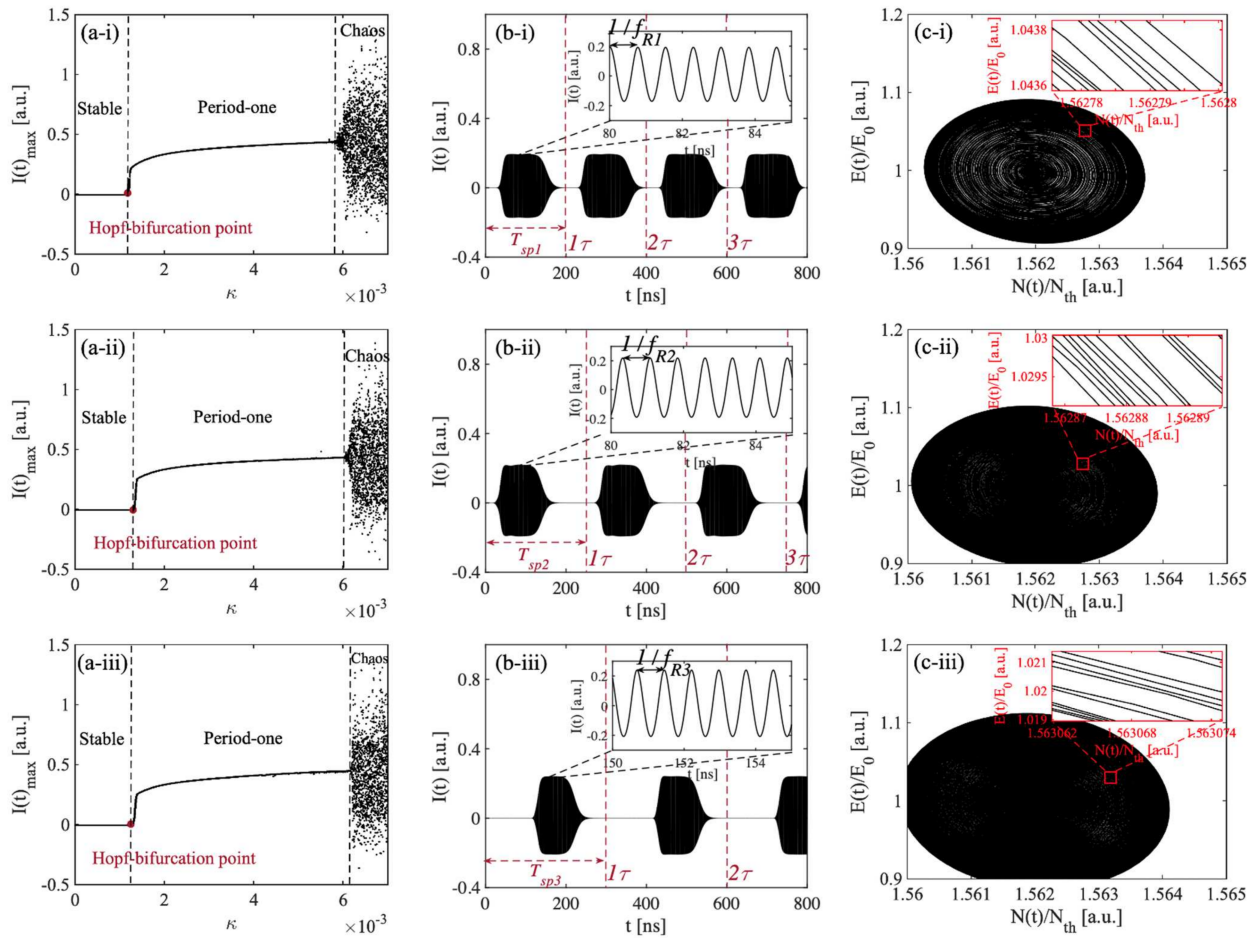 (a-i)
1.5
1
0.5
0
-0.5
I(t)max [a.u.]
Stable
Period-one
Chaos
Hopf-bifurcation point
0 2 4 6
κ
×10-3
(b-i)
0.8
0.4
0
-0.4
I(t) [a.u.]
1 / fR1
0.2
0
-0.2
I(t) [a.u.]
80 82 84
t [ns]
Tsp1
1τ 2τ 3τ
0 200 400 600 800
t [ns]
(c-i)
1.2
1.1
1
0.9
E(t)/E0
E(t)/E0 [a.u.]
1.0438
1.0436
1.56278 1.56279 1.5628
N(t)/Nth [a.u.]
1.56 1.561 1.562 1.563 1.564 1.565
N(t)/Nth [a.u.]
(a-ii)
1.5
1
0.5
0
-0.5
I(t)max [a.u.]
Stable
Period-one
Chaos
Hopf-bifurcation point
0 2 4 6
κ
×10-3
(b-ii)
0.8
0.4
0
-0.4
I(t) [a.u.]
1 / fR2
0.2
0
-0.2
I(t) [a.u.]
80 82 84
t [ns]
Tsp2
1τ 2τ 3τ
0 200 400 600 800
t [ns]
(c-ii)
1.2
1.1
1
0.9
E(t)/E0
E(t)/E0 [a.u.]
1.03
1.0295
1.56287 1.56288 1.56289
N(t)/Nth [a.u.]
1.56 1.561 1.562 1.563 1.564 1.565
N(t)/Nth [a.u.]
(a-iii)
1.5
1
0.5
0
-0.5
I(t)max [a.u.]
Stable
Period-one
Chaos
Hopf-bifurcation point
0 2 4 6
κ
×10-3
(b-iii)
0.8
0.4
0
-0.4
I(t) [a.u.]
1 / fR3
0.2
0
-0.2
I(t) [a.u.]
150 152 154
t [ns]
Tsp3
1τ 2τ
0 200 400 600 800
t [ns]
(c-iii)
1.2
1.1
1
0.9
E(t)/E0
E(t)/E0 [a.u.]
1.021
1.02
1.019
1.563062 1.563068 1.563074
N(t)/Nth [a.u.]
1.56 1.561 1.562 1.563 1.564 1.565
N(t)/Nth [a.u.]